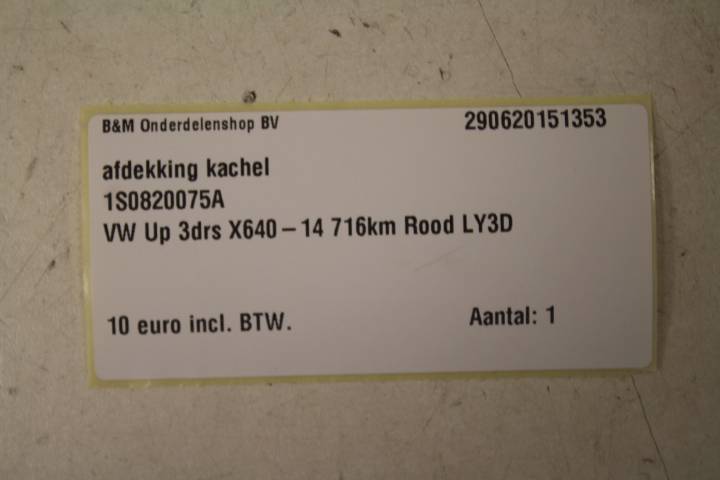 B&M Onderdelenshop BV 290620151353
afdekking kachel
1S0820075A
VW Up 3drs X640 – 14 716km Rood LY3D
10 euro incl. BTW. Aantal: 1